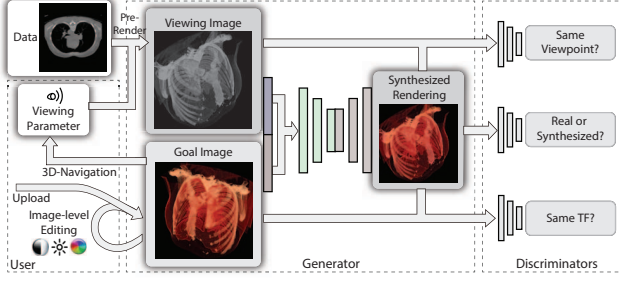 Data
Pre-
Render
Viewing Image
Same
Viewpoint?
Viewing
Parameter
Synthesized
Rendering
Real or
Synthesized?
Goal Image
3D-Navigation
Upload
Image-level
Editing
Same TF?
User
Generator
Discriminators